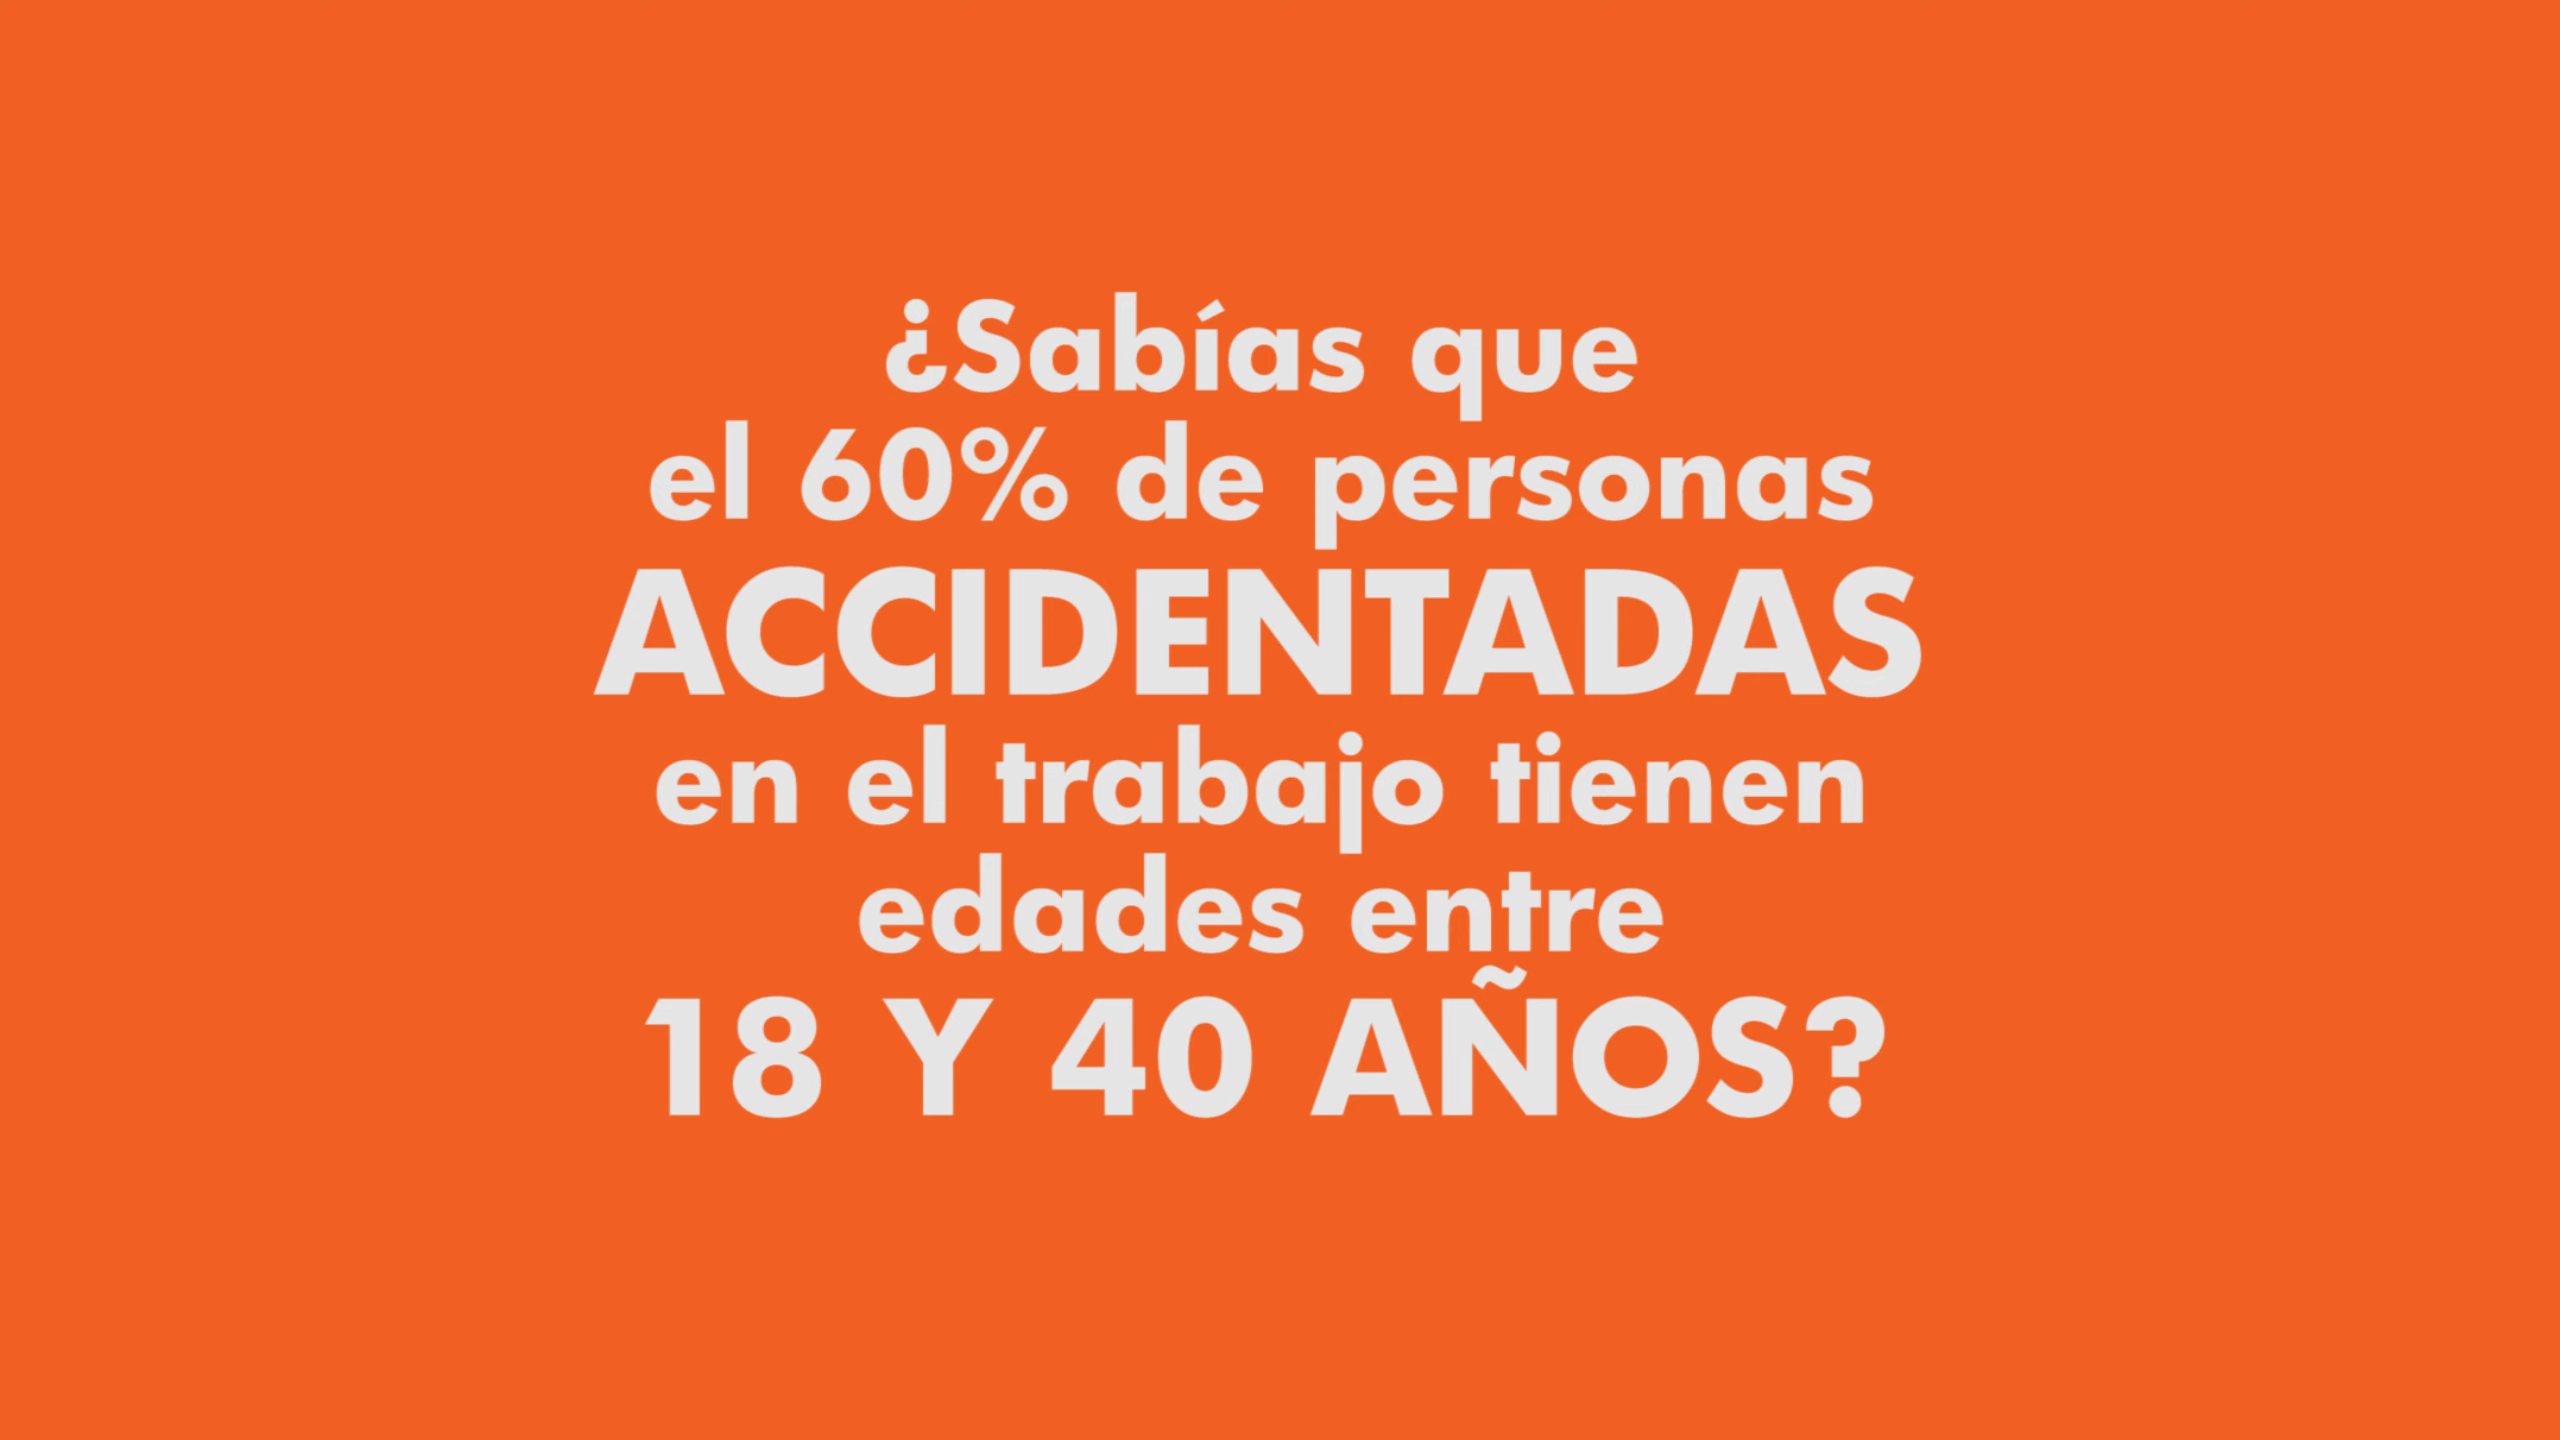 ¿Sabías que
el 60% de personas
ACCIDENTADAS
en el trabajo tienen
edades entre
18 Y 40 AÑOS?